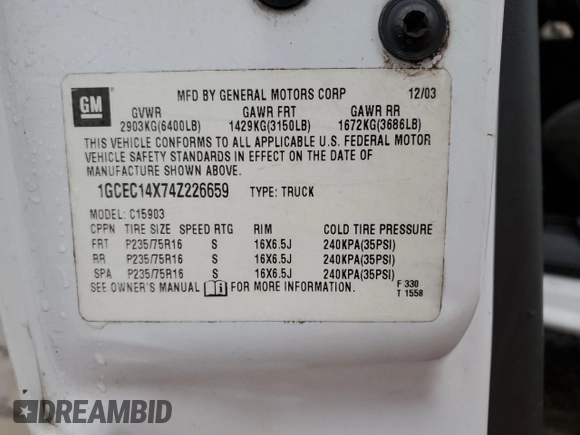 GM
MFD BY GENERAL MOTORS CORP 12/03
GVWR GAWR FRT GAWR RR
2903KG(6400LB) 1429KG(3150LB) 1672KG(3686LB)
THIS VEHICLE CONFORMS TO ALL APPLICABLE U.S. FEDERAL MOTOR
VEHICLE SAFETY STANDARDS IN EFFECT ON THE DATE OF
MANUFACTURE SHOWN ABOVE.
1GCEC14X74Z226659 TYPE: TRUCK
MODEL: C15903
CPPN TIRE SIZE SPEED RTG RIM COLD TIRE PRESSURE
FRT P235/75R16 S 16X6.5J 240KPA(35PSI)
RR P235/75R16 S 16X6.5J 240KPA(35PSI)
SPA P235/75R16 S 16X6.5J 240KPA(35PSI)
SEE OWNER'S MANUAL FOR MORE INFORMATION.
F 330
T 1558
DREAMBID